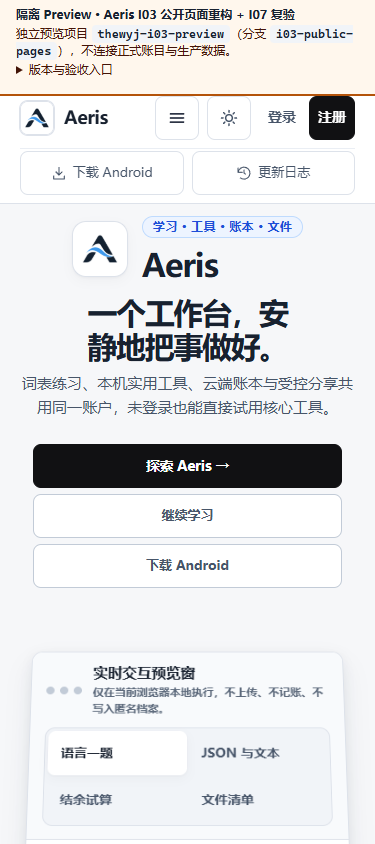 隔离 Preview · Aeris I03 公开页面重构 + I07 复验
独立预览项目 thewyj-i03-preview （分支 i03-public-
pages ），不连接正式账目与生产数据。
▶ 版本与验收入口
Aeris
登录
注册
下载 Android
更新日志
学习 · 工具 · 账本 · 文件
Aeris
一个工作台，安
静地把事做好。
词表练习、本机实用工具、云端账本与受控分享共
用同一账户，未登录也能直接试用核心工具。
探索 Aeris →
继续学习
下载 Android
实时交互预览窗
仅在当前浏览器本地执行，不上传、不记账、不
写入匿名档案。
语言一题
JSON 与文本
结余试算
文件清单